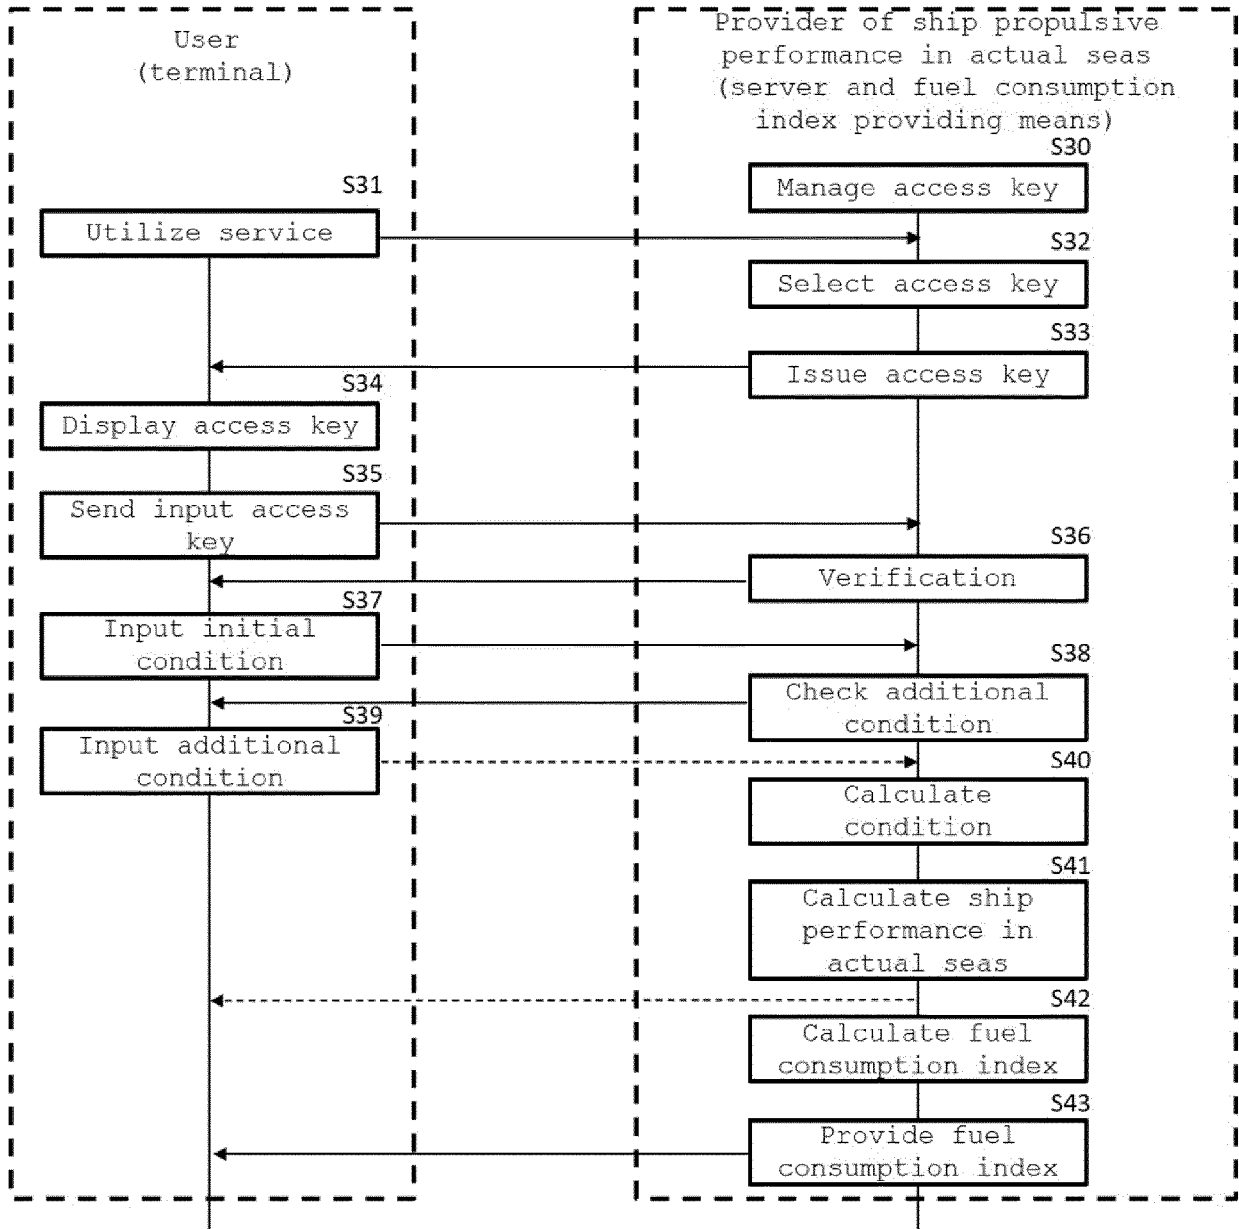 User
(terminal)
Provider of ship propulsive
performance in actual seas
(server and fuel consumption
index providing means)
S30
Manage access key
S31
Utilize service
S32
Select access key
S33
Issue access key
S34
Display access key
S35
Send input access
key
S36
Verification
S37
Input initial
condition
S38
Check additional
condition
S39
Input additional
condition
S40
Calculate
condition
S41
Calculate ship
performance in
actual seas
S42
Calculate fuel
consumption index
S43
Provide fuel
consumption index